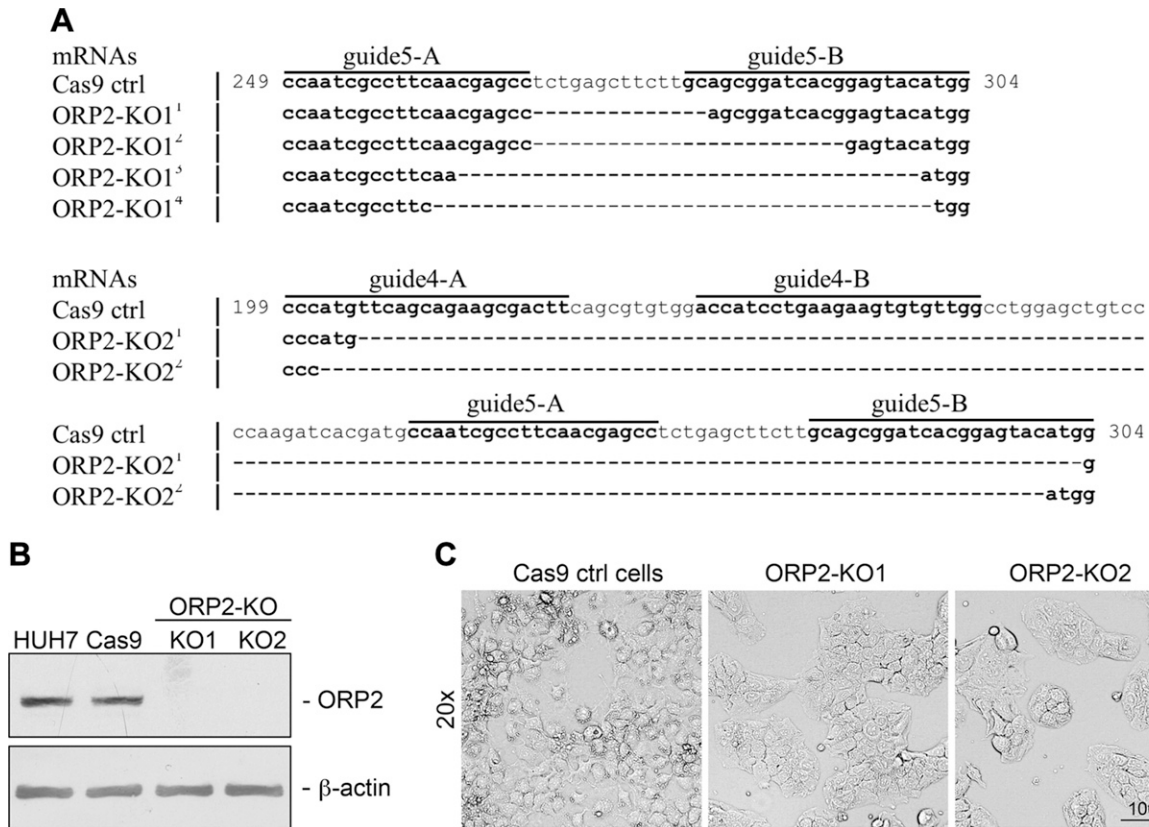 A
mRNAs guide5-A guide5-B
Cas9 ctrl 249 ccaatcgccttcaacgagcctctgagcttcttgcagcggatcacggagtacatgg 304
ORP2-KO1¹ ccaatcgccttcaacgagcc--------------agcggatcacggagtacatgg
ORP2-KO1² ccaatcgccttcaacgagcc-------------------------gagtacatgg
ORP2-KO1³ ccaatcgccttcaa-------------------------------------atgg
ORP2-KO1⁴ ccaatcgccttc----------------------------------------tgg
mRNAs guide4-A guide4-B
Cas9 ctrl 199 cccatgttcagcagaagcgacttcagcgtgtggaccatcctgaagaagtgtgttggcctggagctgtcc
ORP2-KO2¹ cccatg---------------------------------------------------------------
ORP2-KO2² ccc------------------------------------------------------------------
guide5-A guide5-B
Cas9 ctrl ccaagatcacgatgccaatcgccttcaacgagcctctgagcttcttgcagcggatcacggagtacatgg 304
ORP2-KO2¹ --------------------------------------------------------------------g
ORP2-KO2² -----------------------------------------------------------------atgg
B
ORP2-KO
HUH7 Cas9 KO1 KO2
- ORP2
- β-actin
C
Cas9 ctrl cells ORP2-KO1 ORP2-KO2
20x